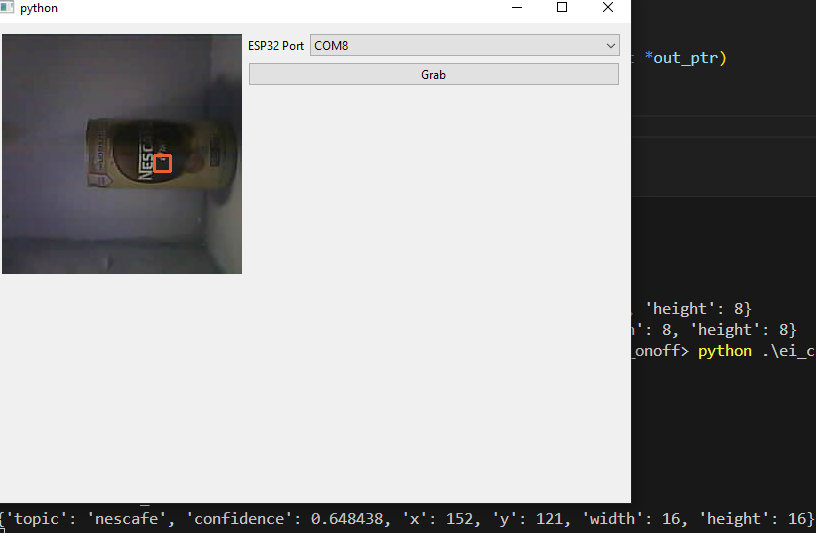 python
ESP32 Port COM8
Grab
*out_ptr)
NESCAF
, 'height': 8}
': 8, 'height': 8}
_onoff> python .\ei_c
{'topic': 'nescafe', 'confidence': 0.648438, 'x': 152, 'y': 121, 'width': 16, 'height': 16}